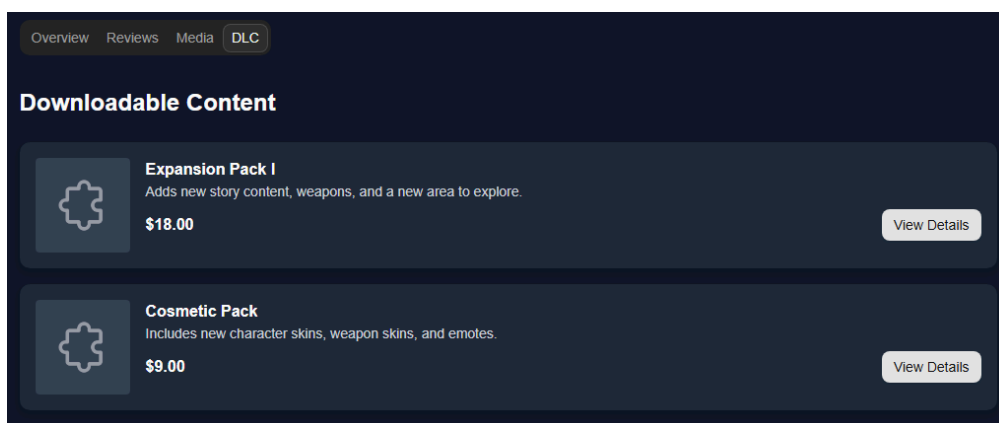 Overview Reviews Media DLC
Downloadable Content
Expansion Pack I
Adds new story content, weapons, and a new area to explore.
$18.00
View Details
Cosmetic Pack
Includes new character skins, weapon skins, and emotes.
$9.00
View Details